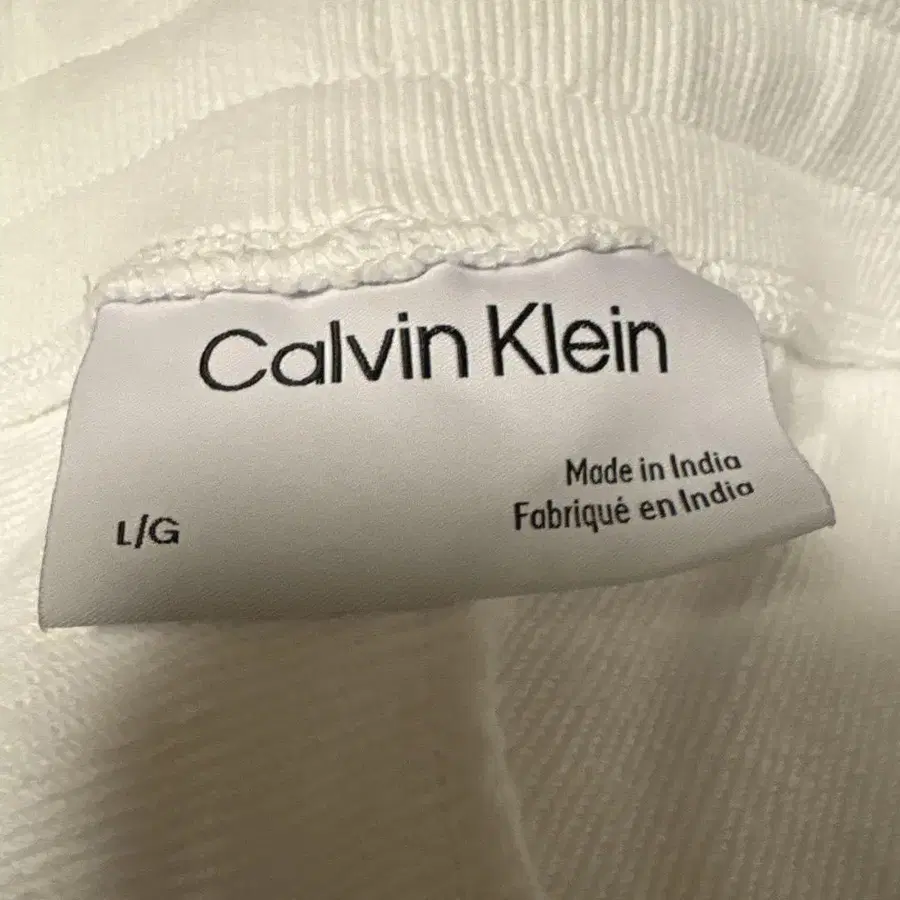 Calvin Klein
Made in India
Fabriqué en India
L/G